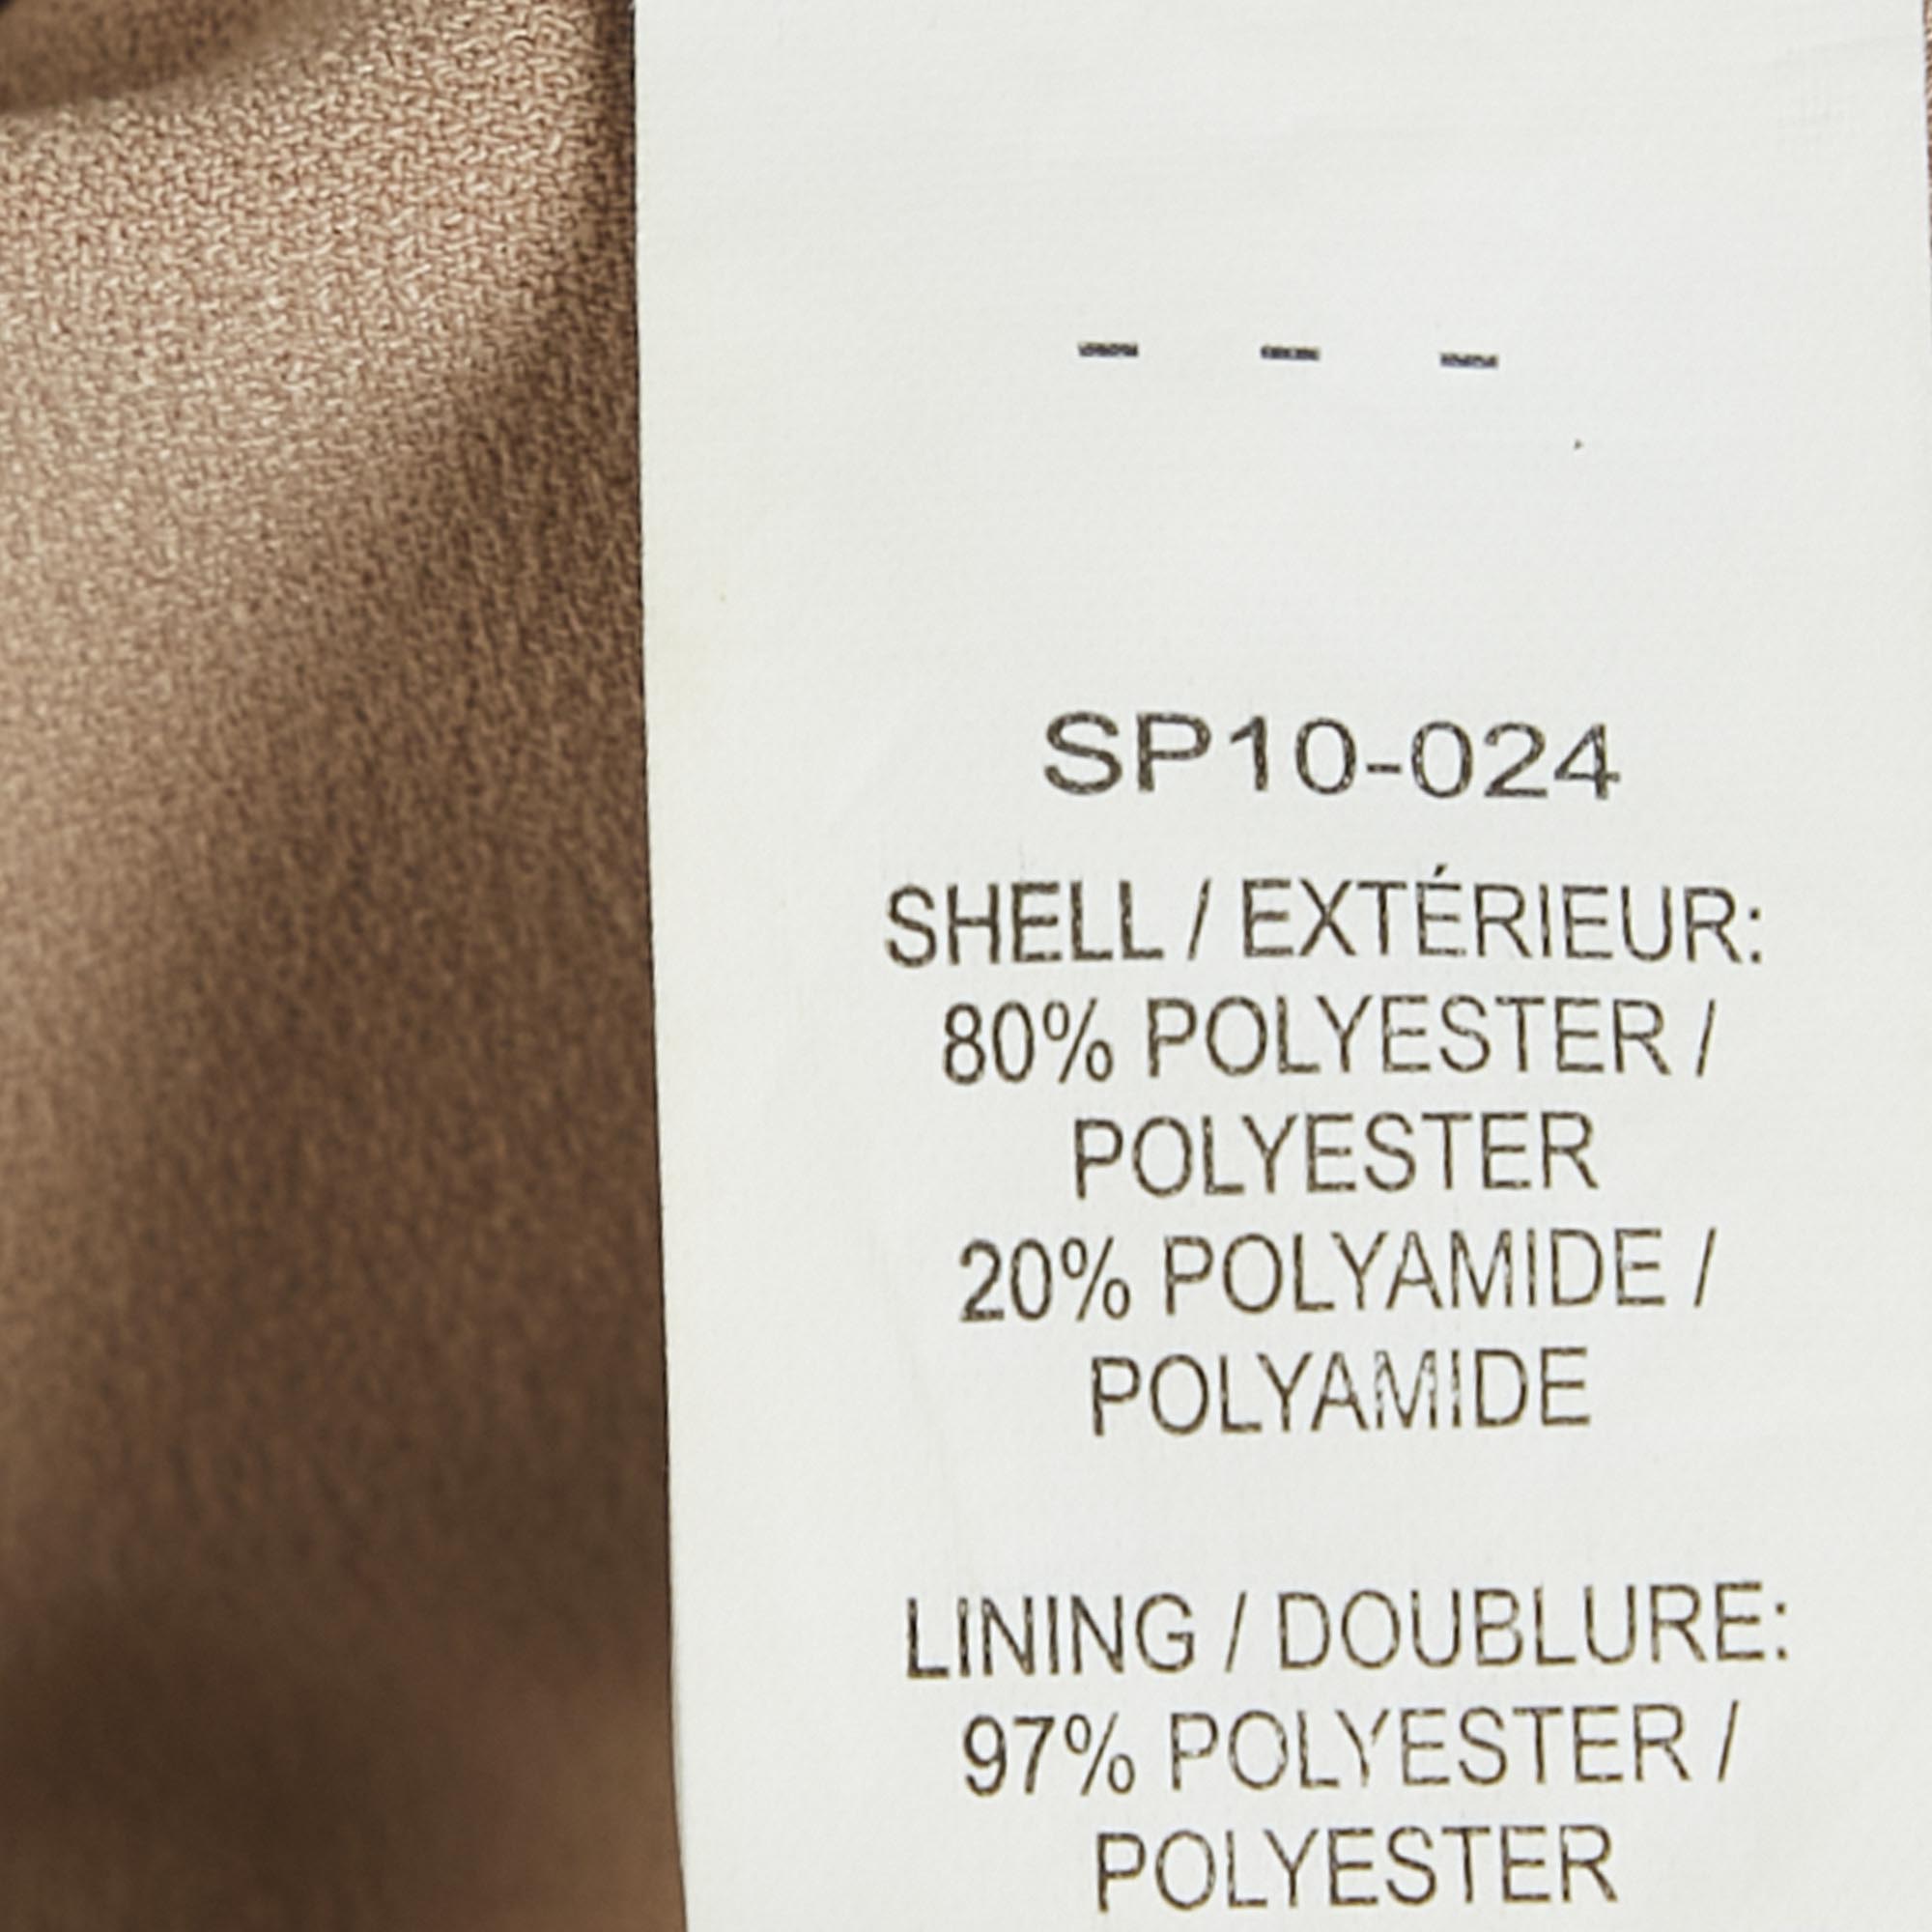 - - -
SP10-024
SHELL / EXTÉRIEUR:
80% POLYESTER /
POLYESTER
20% POLYAMIDE /
POLYAMIDE
LINING / DOUBLURE:
97% POLYESTER /
POLYESTER